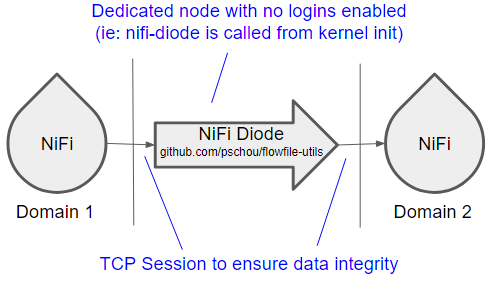 Dedicated node with no logins enabled
(ie: nifi-diode is called from kernel init)
NiFi
NiFi Diode
github.com/pschou/flowfile-utils
NiFi
Domain 1
Domain 2
TCP Session to ensure data integrity